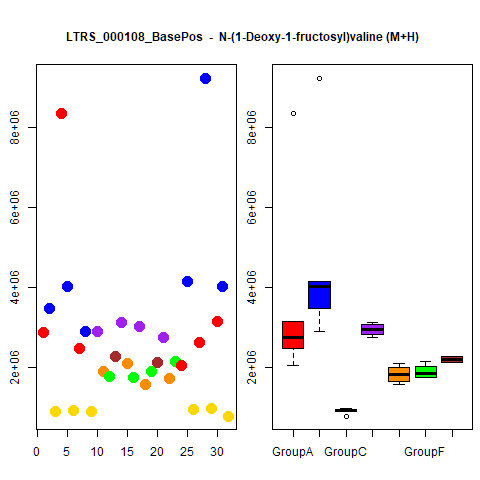 LTRS_000108_BasePos - N-(1-Deoxy-1-fructosyl)valine (M+H)
8e+06
6e+06
4e+06
2e+06
0 5 10 15 20 25 30
8e+06
6e+06
4e+06
2e+06
GroupA GroupC GroupF